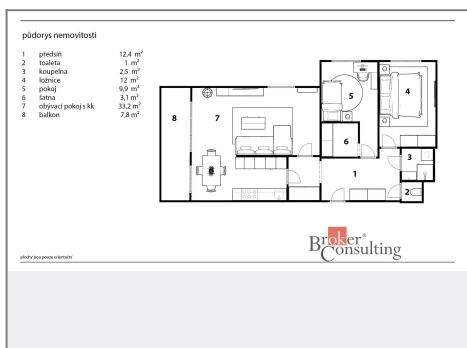 půdorys nemovitosti
1 předsíň 12,4 m²
2 toaleta 1 m²
3 koupelna 2,5 m²
4 ložnice 12 m²
5 pokoj 9,9 m²
6 šatna 3,1 m²
7 obývací pokoj s kk 33,2 m²
8 balkon 7,8 m²
4
5
8
7
6
3
1
2
Broker®
Consulting
plochy jsou pouze orientační